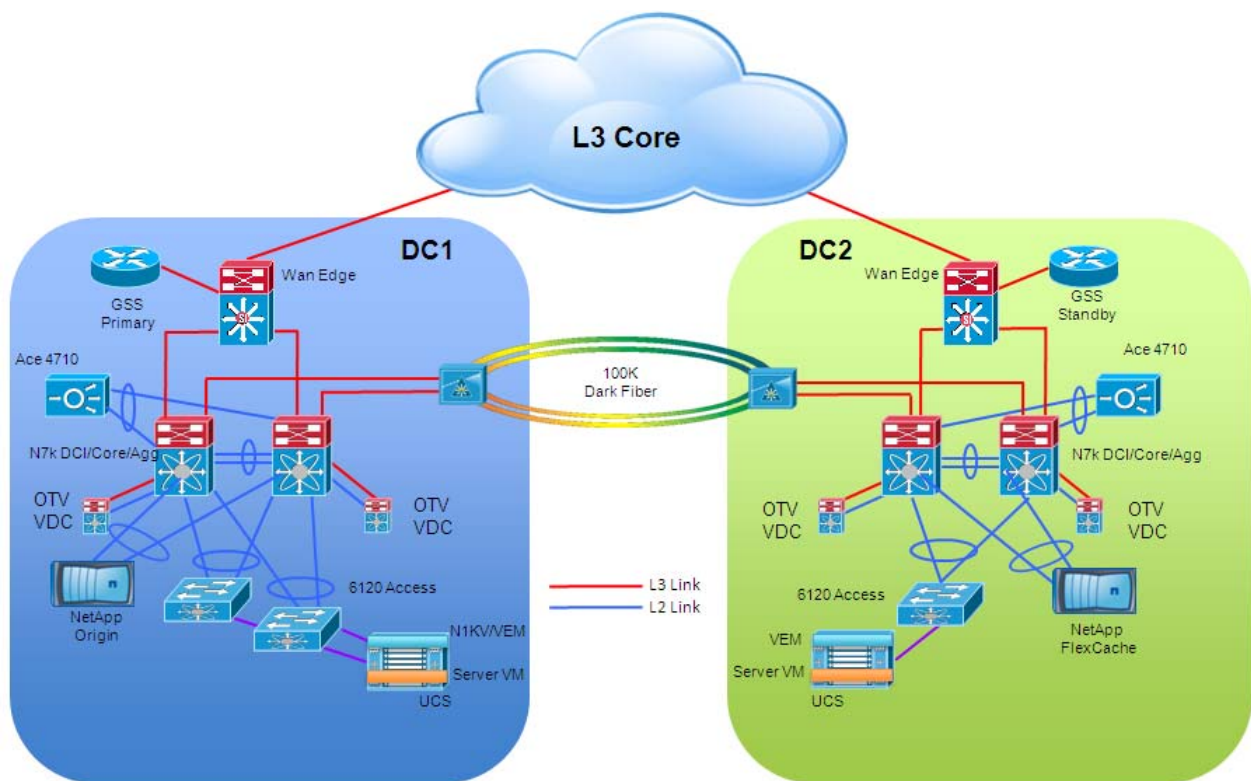 L3 Core
DC1
DC2
Wan Edge
Wan Edge
GSS
Primary
GSS
Standby
SI
SI
Ace 4710
Ace 4710
100K
Dark Fiber
N7k DCI/Core/Agg
N7k DCI/Core/Agg
OTV
VDC
OTV
VDC
OTV
VDC
OTV
VDC
n
n
NetApp
Origin
6120 Access
L3 Link
L2 Link
6120 Access
NetApp
FlexCache
N1KV/VEM
Server VM
UCS
VEM
Server VM
UCS